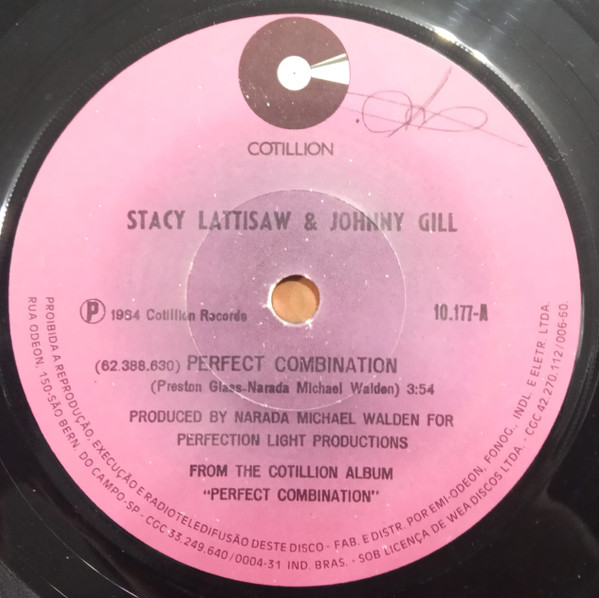 COTILLION
STACY LATTISAW & JOHNNY GILL
Ⓟ 1984 Cotillion Records
10.177-A
(62.388.630) PERFECT COMBINATION
(Preston Glass-Narada Michael Walden) 3:54
PRODUCED BY NARADA MICHAEL WALDEN FOR
PERFECTION LIGHT PRODUCTIONS
FROM THE COTILLION ALBUM
"PERFECT COMBINATION"
PROIBIDA A REPRODUÇÃO, EXECUÇÃO E RADIOTELEDIFUSÃO DESTE DISCO - FAB. E DISTR. POR EMI-ODEON, FONOG., INDL. E ELETR. LTDA.
RUA ODEON, 150-SÃO BERN. DO CAMPO-SP - CGC 33.249.640/0004-31 IND. BRAS. - SOB LICENÇA DE WEA DISCOS LTDA. - CGC 42.270.112/006-60.